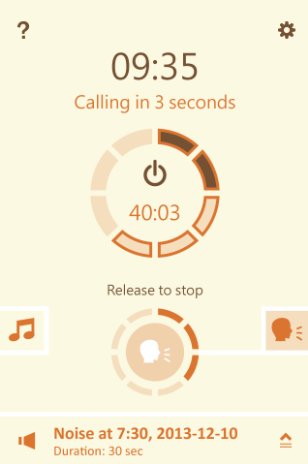 ?
09:35
Calling in 3 seconds
40:03
Release to stop
Noise at 7:30, 2013-12-10
Duration: 30 sec